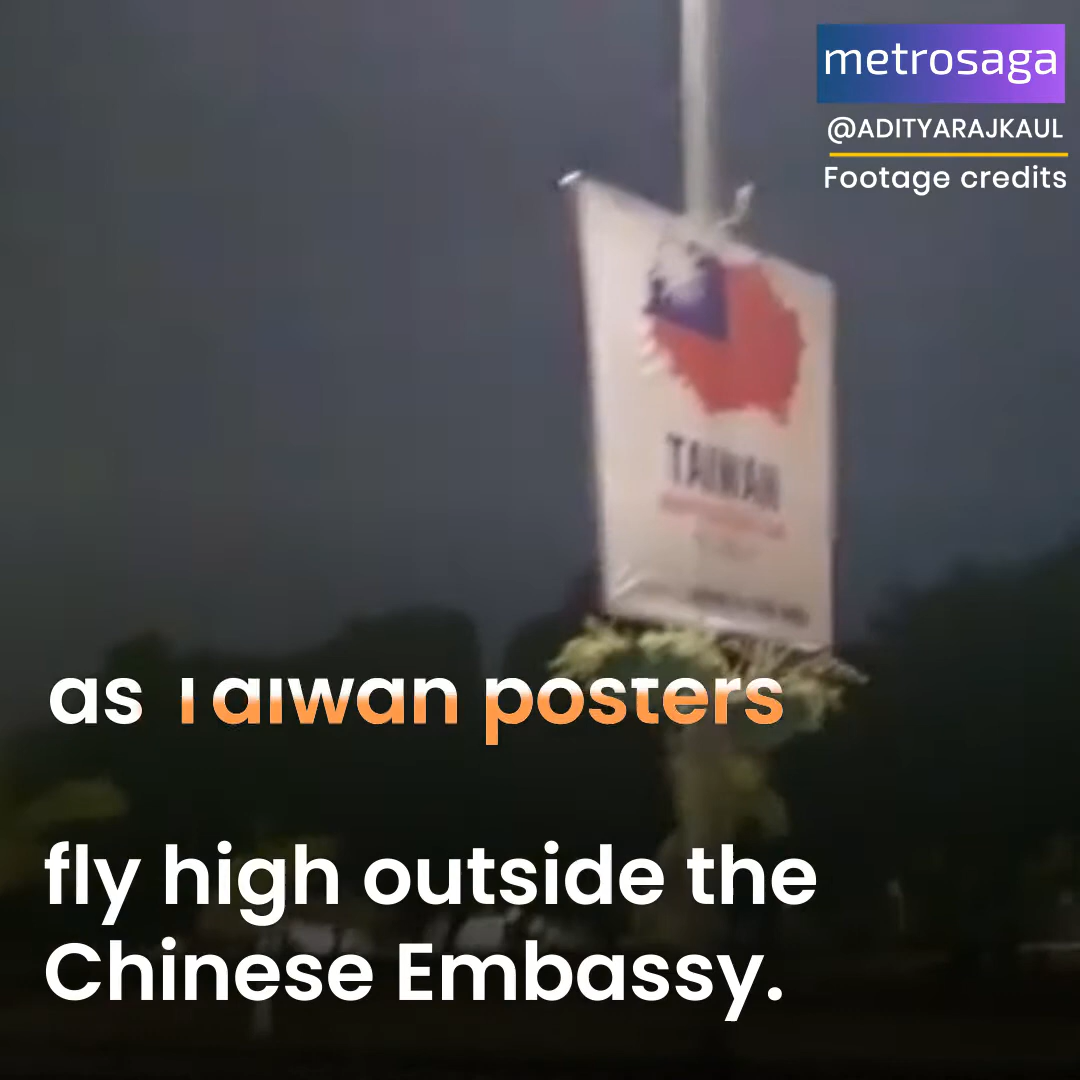 metrosaga
@ADITYARAJKAUL
Footage credits
TAIWAN
as Taiwan posters
fly high outside the
Chinese Embassy.